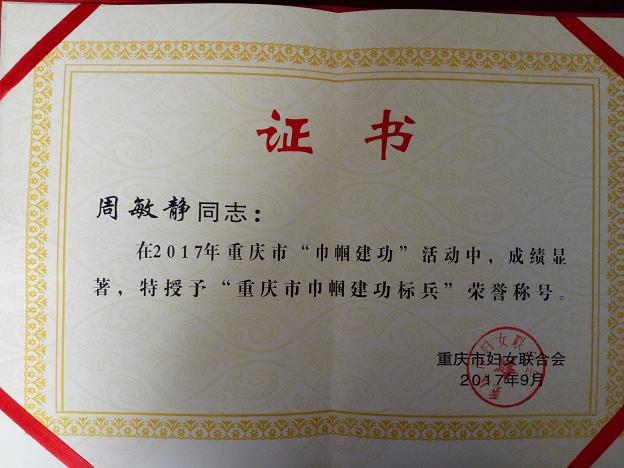 证书
周敏静同志：
在2017年重庆市“巾帼建功”活动中，成绩显
著，特授予“重庆市巾帼建功标兵”荣誉称号。
重庆市妇女联合会
2017年9月